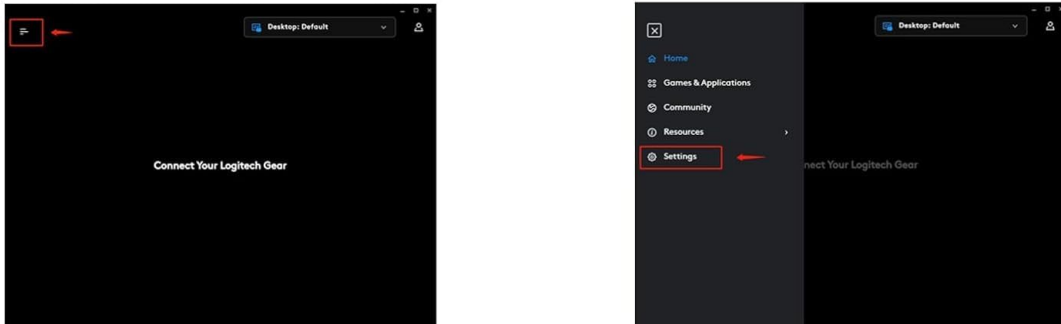 Desktop: Default
Connect Your Logitech Gear
Desktop: Default
Home
Games & Applications
Community
Resources
Settings
nect Your Logitech Gear